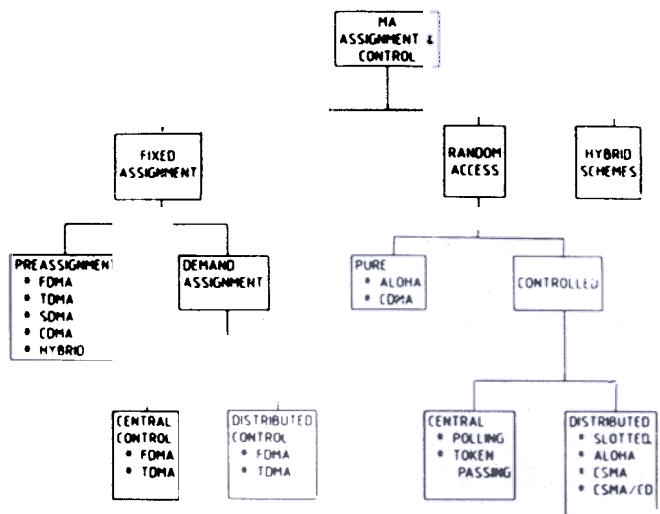 MA
ASSIGNMENT &
CONTROL
FIXED
ASSIGNMENT
RANDOM
ACCESS
HYBRID
SCHEMES
PREASSIGNMENT
* FDMA
* TDMA
* SDMA
* CDMA
* HYBRID
DEMAND
ASSIGNMENT
PURE
* ALOHA
* CDMA
CONTROLLED
CENTRAL
CONTROL
* FDMA
* TDMA
DISTRIBUTED
CONTROL
* FDMA
* TDMA
CENTRAL
* POLLING
* TOKEN
PASSING
DISTRIBUTED
* SLOTTED
* ALOHA
* CSMA
* CSMA/CD